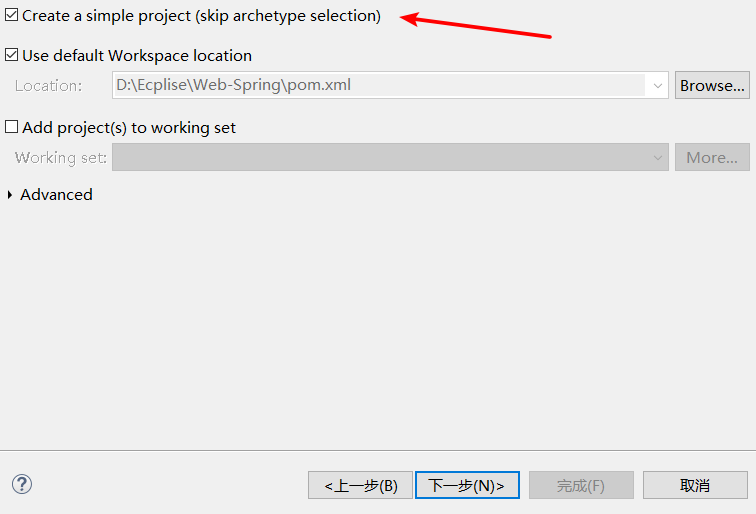 Create a simple project (skip archetype selection)
Use default Workspace location
Location: D:\Ecplise\Web-Spring\pom.xml Browse...
Add project(s) to working set
Working set: More...
Advanced
? <上一步(B) 下一步(N)> 完成(F) 取消